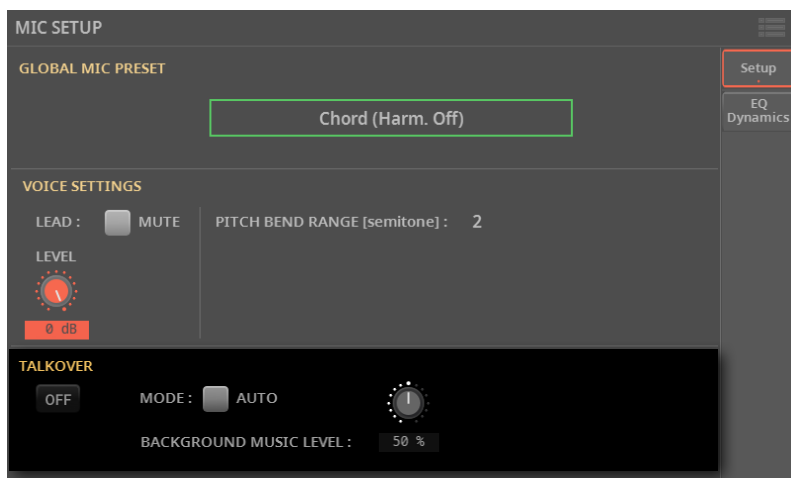 MIC SETUP
GLOBAL MIC PRESET
Setup
Chord (Harm. Off)
EQ
Dynamics
VOICE SETTINGS
LEAD : MUTE PITCH BEND RANGE [semitone] : 2
LEVEL
0 dB
TALKOVER
OFF MODE : AUTO
BACKGROUND MUSIC LEVEL : 50 %